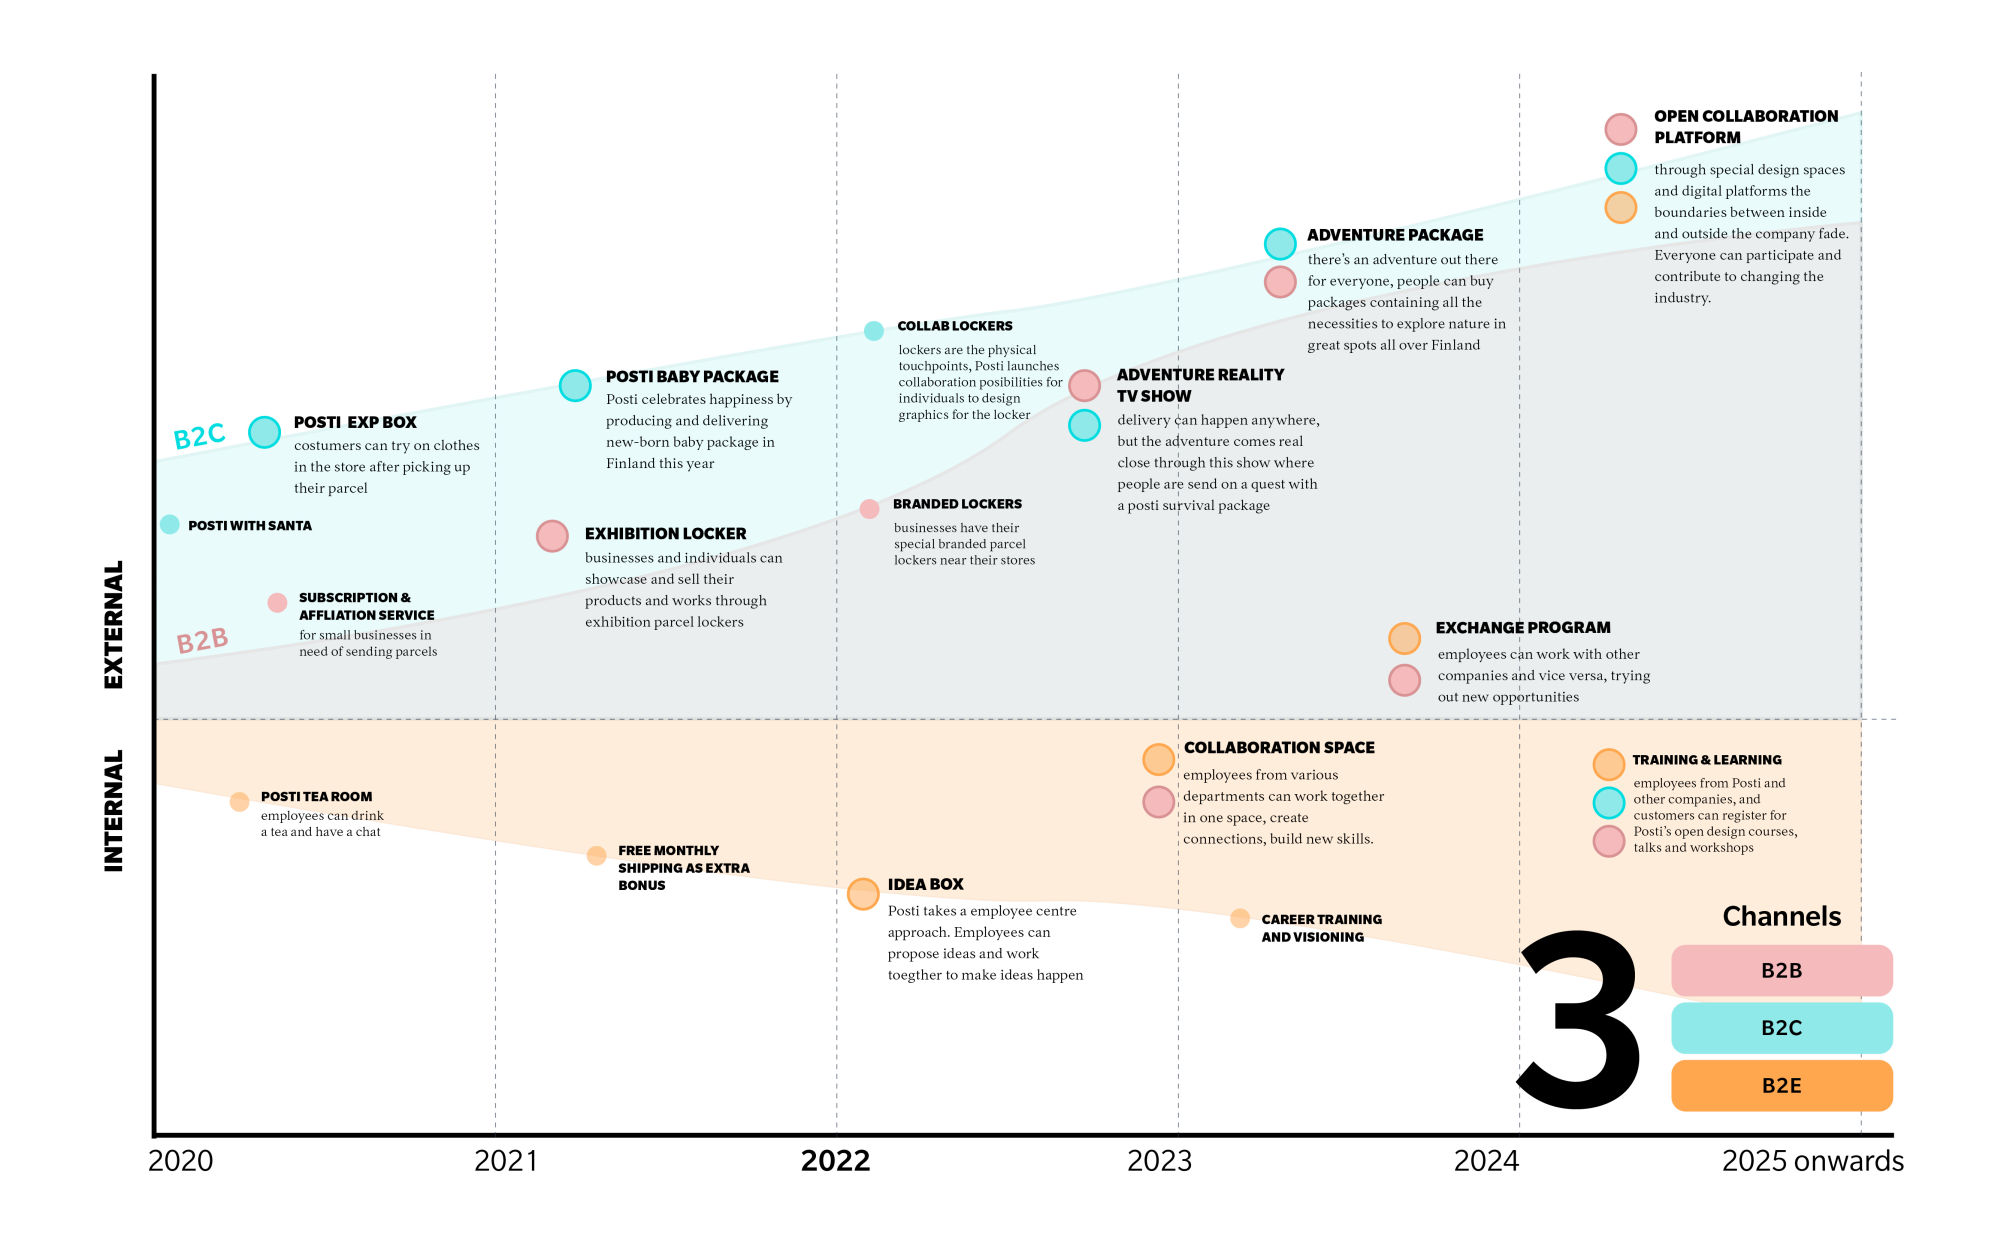 OPEN COLLABORATION
PLATFORM
through special design spaces
and digital platforms the
boundaries between inside
and outside the company fade.
Everyone can participate and
contribute to changing the
industry.
ADVENTURE PACKAGE
there's an adventure out there
for everyone, people can buy
packages containing all the
necessities to explore nature in
great spots all over Finland
COLLAB LOCKERS
lockers are the physical
touchpoints, Posti launches
collaboration posibilities for
individuals to design
graphics for the locker
ADVENTURE REALITY
TV SHOW
delivery can happen anywhere,
but the adventure comes real
close through this show where
people are send on a quest with
a posti survival package
POSTI BABY PACKAGE
Posti celebrates happiness by
producing and delivering
new-born baby package in
Finland this year
B2C
POSTI EXP BOX
costumers can try on clothes
in the store after picking up
their parcel
POSTI WITH SANTA
EXHIBITION LOCKER
businesses and individuals can
showcase and sell their
products and works through
exhibition parcel lockers
BRANDED LOCKERS
businesses have their
special branded parcel
lockers near their stores
SUBSCRIPTION &
AFFLIATION SERVICE
for small businesses in
need of sending parcels
B2B
EXTERNAL
EXCHANGE PROGRAM
employees can work with other
companies and vice versa, trying
out new opportunities
INTERNAL
COLLABORATION SPACE
employees from various
departments can work together
in one space, create
connections, build new skills.
TRAINING & LEARNING
employees from Posti and
other companies, and
customers can register for
Posti's open design courses,
talks and workshops
POSTI TEA ROOM
employees can drink
a tea and have a chat
FREE MONTHLY
SHIPPING AS EXTRA
BONUS
IDEA BOX
Posti takes a employee centre
approach. Employees can
propose ideas and work
toegther to make ideas happen
CAREER TRAINING
AND VISIONING
3
Channels
B2B
B2C
B2E
2020 2021 2022 2023 2024 2025 onwards